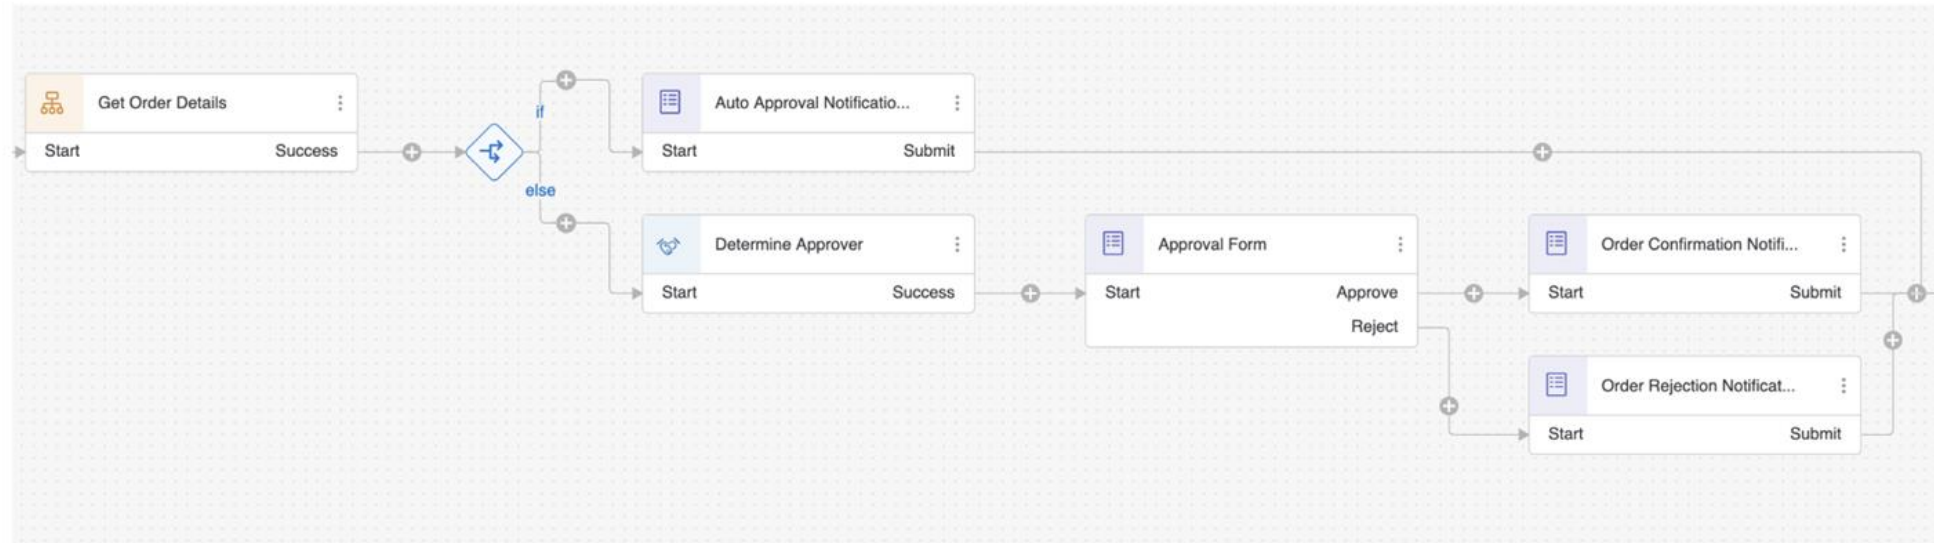 Get Order Details
Start Success
if
else
Auto Approval Notificatio...
Start Submit
Determine Approver
Start Success
Approval Form
Start Approve
Reject
Order Confirmation Notifi...
Start Submit
Order Rejection Notificat...
Start Submit